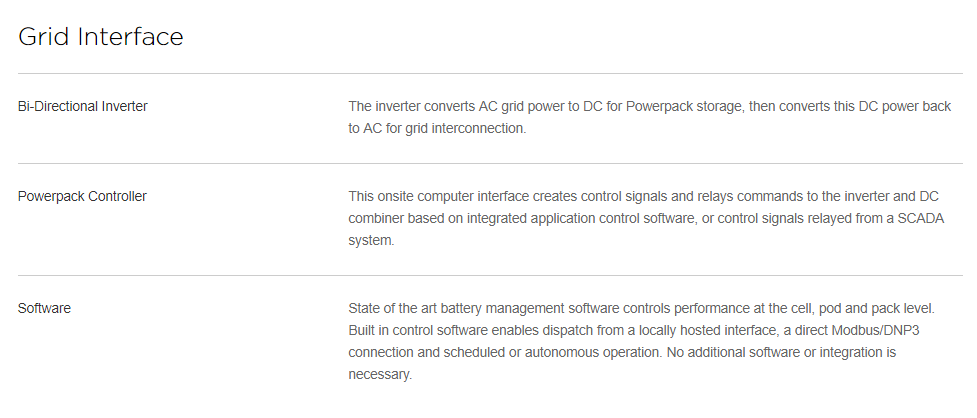 Grid Interface
Bi-Directional Inverter
The inverter converts AC grid power to DC for Powerpack storage, then converts this DC power back
to AC for grid interconnection.
Powerpack Controller
This onsite computer interface creates control signals and relays commands to the inverter and DC
combiner based on integrated application control software, or control signals relayed from a SCADA
system.
Software
State of the art battery management software controls performance at the cell, pod and pack level.
Built in control software enables dispatch from a locally hosted interface, a direct Modbus/DNP3
connection and scheduled or autonomous operation. No additional software or integration is
necessary.